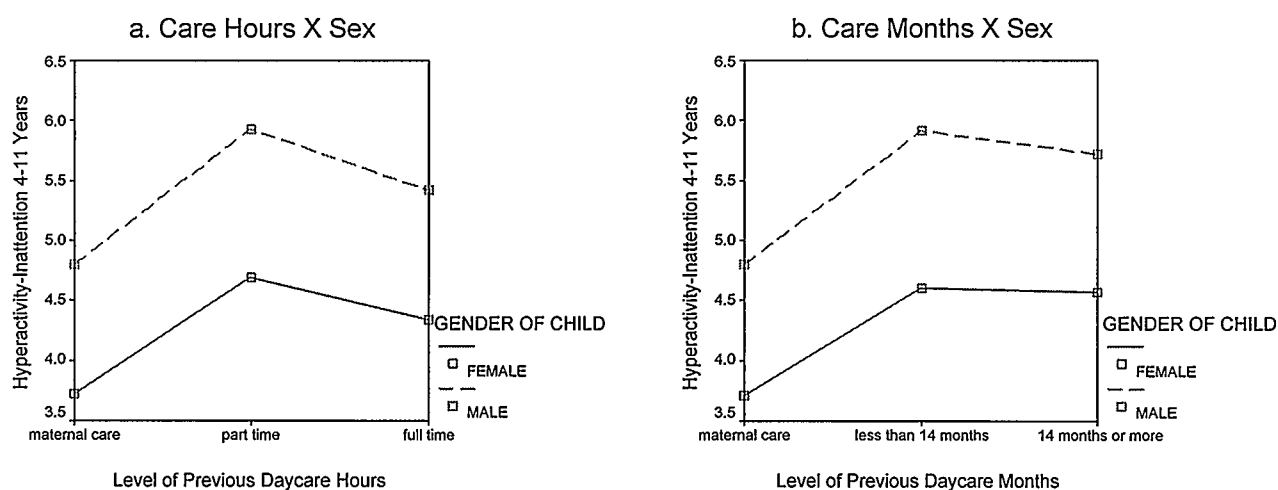 a. Care Hours X Sex
Hyperactivity-Inattention 4-11 Years
6.5
6.0
5.5
5.0
4.5
4.0
3.5
maternal care part time full time
Level of Previous Daycare Hours
GENDER OF CHILD
FEMALE
MALE
b. Care Months X Sex
Hyperactivity-Inattention 4-11 Years
6.5
6.0
5.5
5.0
4.5
4.0
3.5
maternal care less than 14 months 14 months or more
Level of Previous Daycare Months
GENDER OF CHILD
FEMALE
MALE